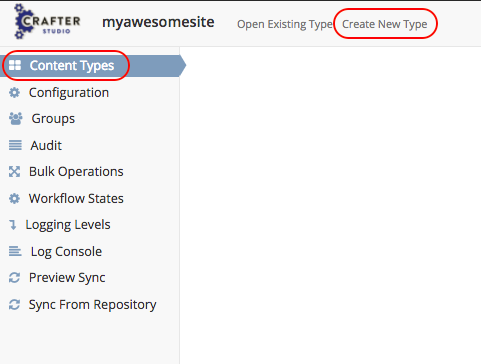 CRAFTER
STUDIO
myawesomesite
Open Existing Type
Create New Type
Content Types
Configuration
Groups
Audit
Bulk Operations
Workflow States
Logging Levels
Log Console
Preview Sync
Sync From Repository